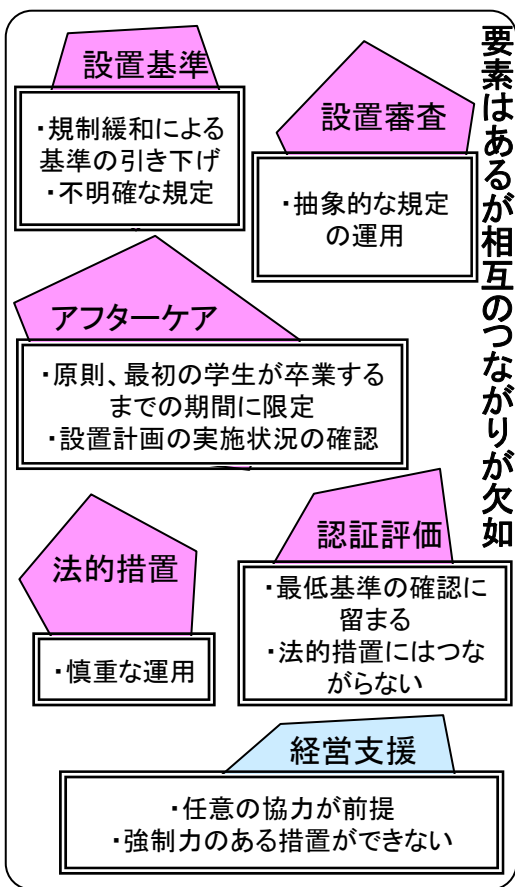 要素はあるが相互のつながりが欠如
設置基準
・規制緩和による
基準の引き下げ
・不明確な規定
設置審査
・抽象的な規定
の運用
アフターケア
・原則、最初の学生が卒業する
までの期間に限定
・設置計画の実施状況の確認
法的措置
・慎重な運用
認証評価
・最低基準の確認に
留まる
・法的措置にはつな
がらない
経営支援
・任意の協力が前提
・強制力のある措置ができない